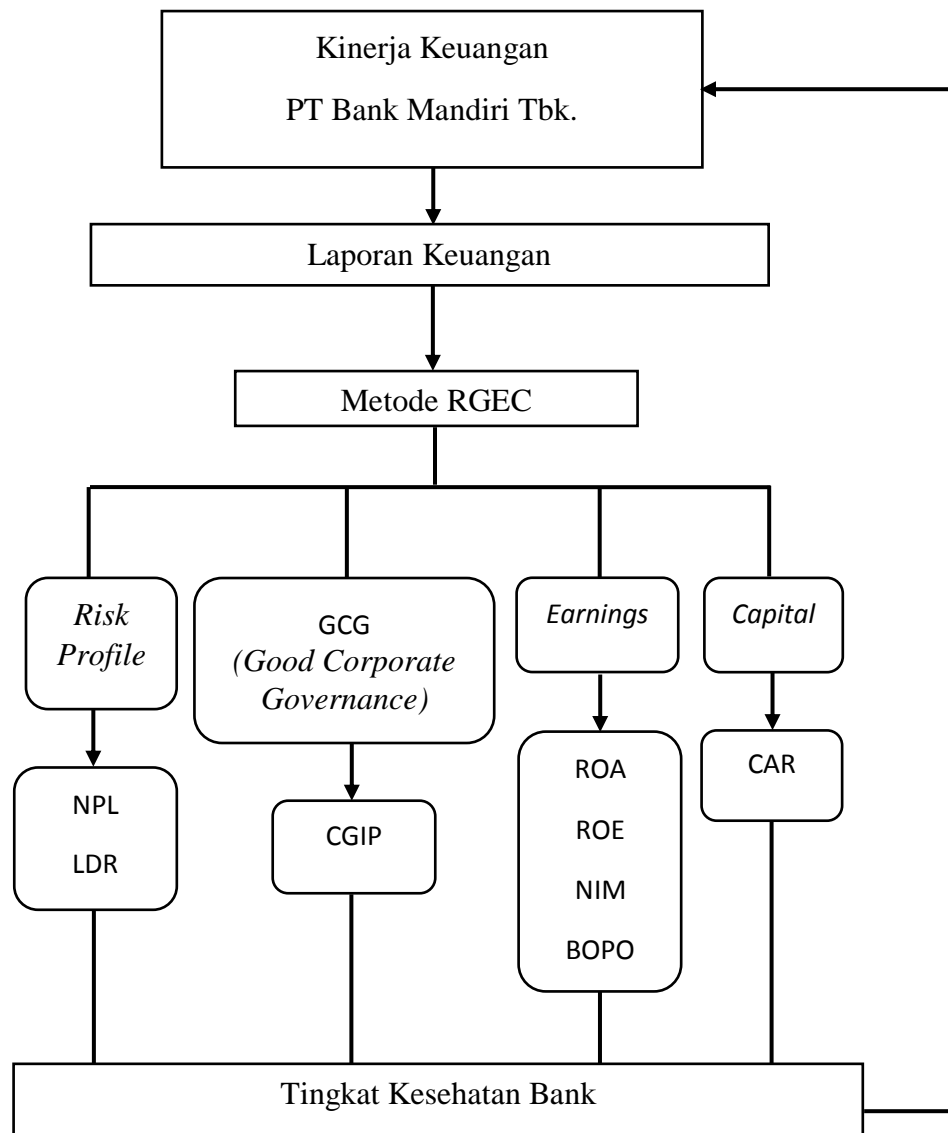 Kinerja Keuangan
PT Bank Mandiri Tbk.
Laporan Keuangan
Metode RGEC
Risk
Profile
GCG
(Good Corporate
Governance)
Earnings
Capital
NPL
LDR
CGIP
ROA
ROE
NIM
BOPO
CAR
Tingkat Kesehatan Bank